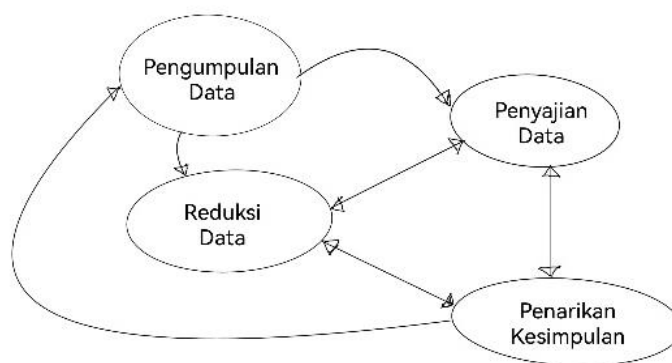 Pengumpulan
Data
Penyajian
Data
Reduksi
Data
Penarikan
Kesimpulan